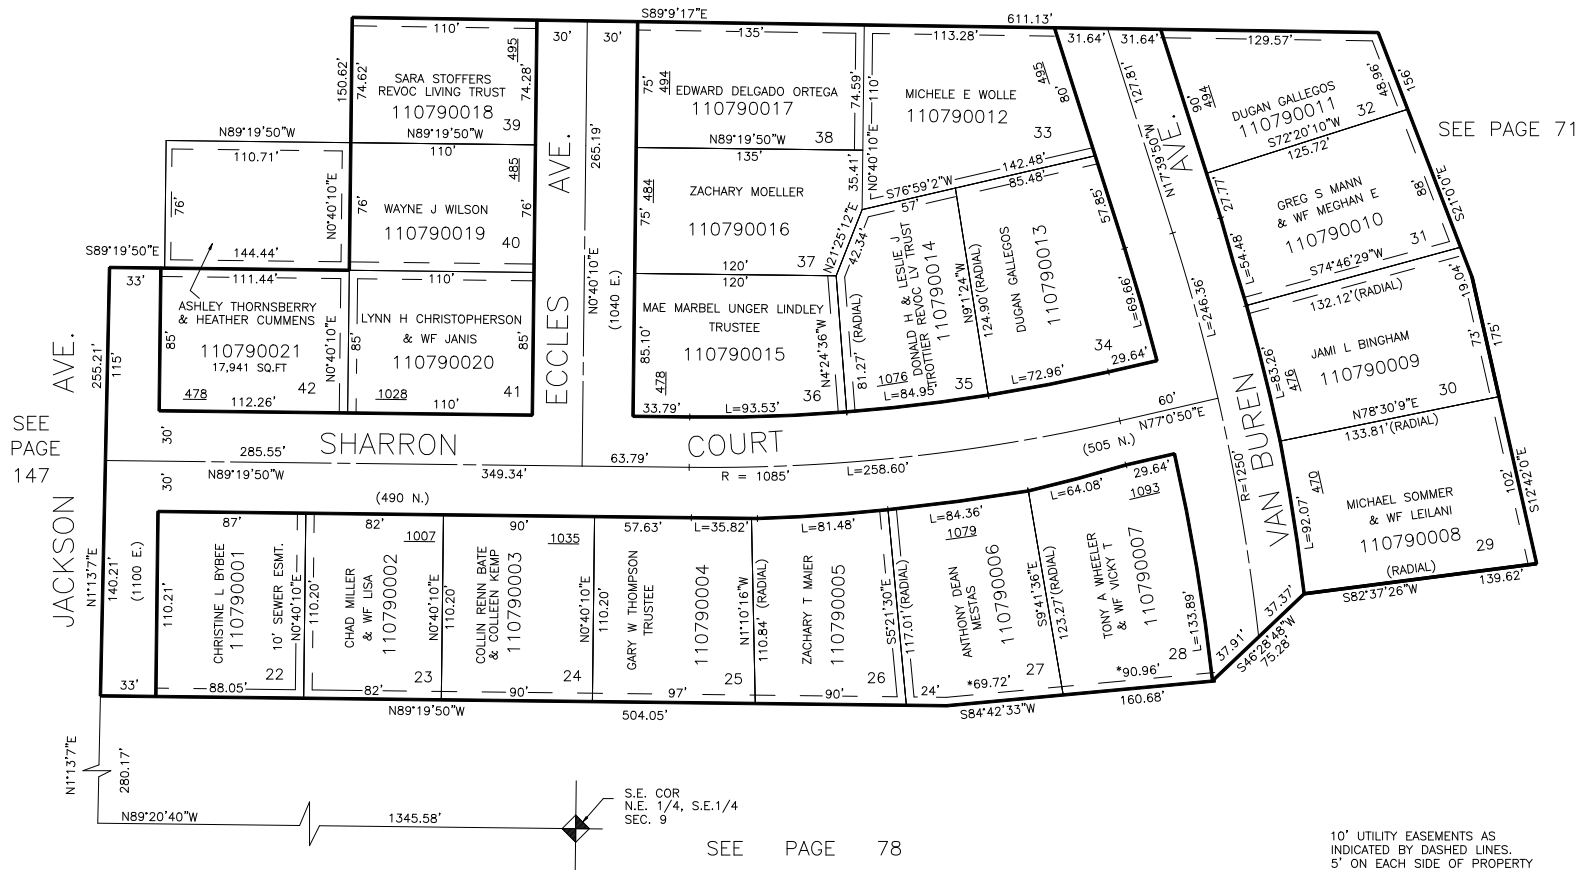 S89°9'17"E
611.13'
110'
495
150.62'
74.62'
74.28'
SARA STOFFERS
REVOC LIVING TRUST
110790018
39
N89°19'50"W
110'
30'
30'
ECCLES AVE.
265.19'
N0°40'10"E
(1040 E.)
135'
75'
494
EDWARD DELGADO ORTEGA
110790017
74.59'
N89°19'50"W
38
135'
110'
N0°40'10"E
113.28'
495
80'
MICHELE E WOLLE
110790012
33
142.48'
S76°59'2"W
31.64'
31.64'
127.81'
N17°39'50"W
AVE.
129.57'
90'
494
DUGAN GALLEGOS
110790011
32
48.96'
156'
S72°20'10"W
125.72'
SEE PAGE 71
N89°19'50"W
110.71'
76'
N0°40'10"E
144.44'
S89°19'50"E
76'
485
WAYNE J WILSON
110790019
76'
40
110'
75'
484
ZACHARY MOELLER
110790016
35.41'
120'
37
N21°25'12"E
42.34'
57'
85.48'
DONALD H & LESLIE J
TROTTIER REVOC LV TRUST
110790014
N9°1'24"W
124.90'(RADIAL)
DUGAN GALLEGOS
110790013
57.85'
L=69.66'
34
29.64'
27.77'
GREG S MANN
& WF MEGHAN E
110790010
88'
S21°0'0"E
31
L=54.48'
S74°46'29"W
132.12'(RADIAL)
19.04'
33'
111.44'
ASHLEY THORNSBERRY
& HEATHER CUMMENS
110790021
17,941 SQ.FT
85'
N0°40'10"E
478
42
112.26'
85'
LYNN H CHRISTOPHERSON
& WF JANIS
110790020
85'
1028
41
110'
120'
MAE MARBEL UNGER LINDLEY
TRUSTEE
110790015
85.10'
478
N4°24'36"W
81.27' (RADIAL)
36
33.79'
L=93.53'
1076
35
L=84.95'
L=72.96'
L=246.36'
JAMI L BINGHAM
110790009
L=83.26'
476
73'
175'
30
N78°30'9"E
133.81'(RADIAL)
AVE.
JACKSON
255.21'
115'
SEE
PAGE
147
30'
30'
SHARRON COURT
285.55'
N89°19'50"W
349.34'
63.79'
R = 1085'
L=258.60'
(505 N.)
60'
N77°0'50"E
(490 N.)
VAN BUREN
R=1250'
L=92.07'
470
MICHAEL SOMMER
& WF LEILANI
110790008
29
102'
S12°42'0"E
(RADIAL)
S82°37'26"W
139.62'
N1°13'7"E
140.21'
(1100 E.)
87'
110.21'
CHRISTINE L BYBEE
110790001
10' SEWER ESMT.
N0°40'10"E
22
33'
88.05'
82'
1007
110.20'
CHAD MILLER
& WF LISA
110790002
N0°40'10"E
23
82'
90'
1035
110.20'
COLLIN RENN BATE
& COLLEEN KEMP
110790003
N0°40'10"E
24
90'
57.63'
L=35.82'
110.20'
GARY W THOMPSON
TRUSTEE
110790004
N1°10'16"W
25
97'
L=81.48'
110.84' (RADIAL)
ZACHARY T MAIER
110790005
S5°21'30"E
26
90'
L=84.36'
1079
117.01'(RADIAL)
ANTHONY DEAN
MESTAS
110790006
S9°41'36"E
27
24'
*69.72'
L=64.08'
29.64'
1093
123.27'(RADIAL)
TONY A WHEELER
& WF VICKY T
110790007
L=133.89'
28
*90.96'
37.37'
37.91'
S46°28'48"W
75.28'
N89°19'50"W
504.05'
S84°42'33"W
160.68'
N1°13'7"E
280.17'
N89°20'40"W
1345.58'
S.E. COR
N.E. 1/4, S.E.1/4
SEC. 9
SEE PAGE 78
10' UTILITY EASEMENTS AS
INDICATED BY DASHED LINES.
5' ON EACH SIDE OF PROPERTY